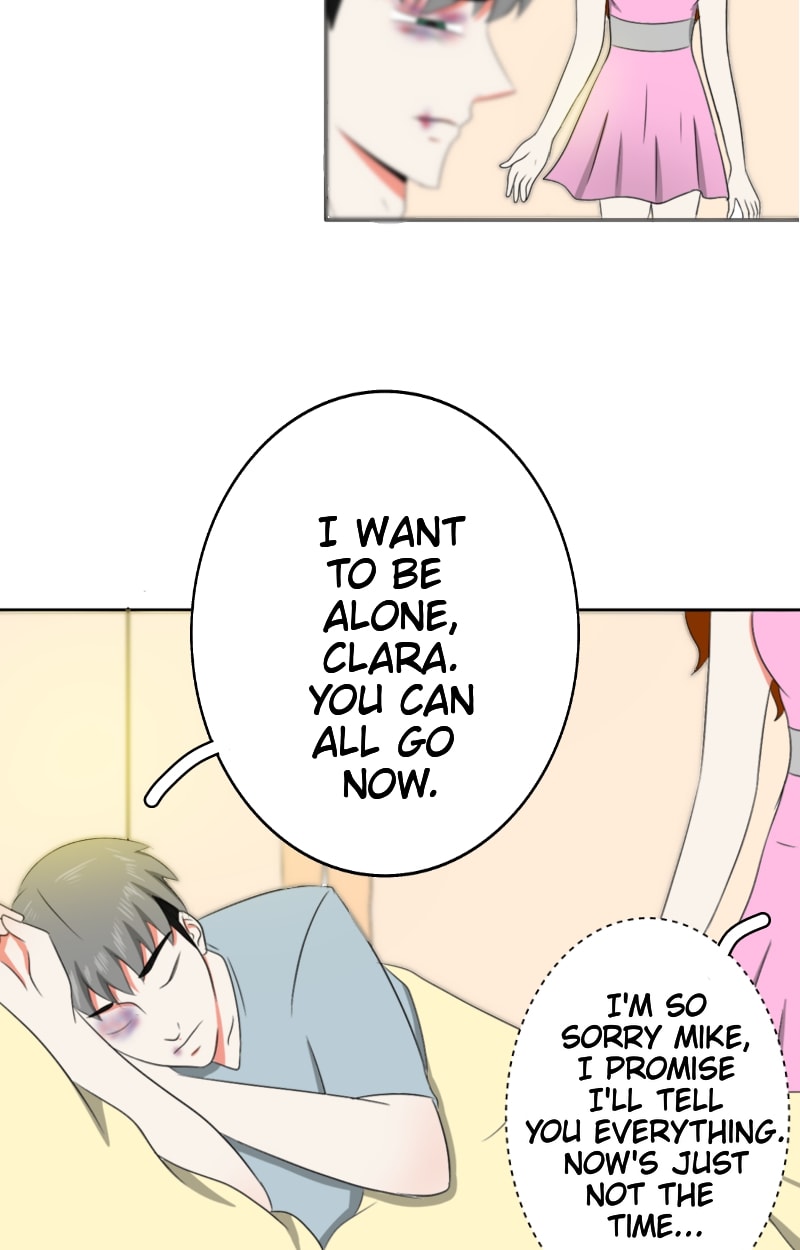 I WANT
TO BE
ALONE,
CLARA.
YOU CAN
ALL GO
NOW.
I'M SO
SORRY MIKE,
I PROMISE
I'LL TELL
YOU EVERYTHING.
NOW'S JUST
NOT THE
TIME...